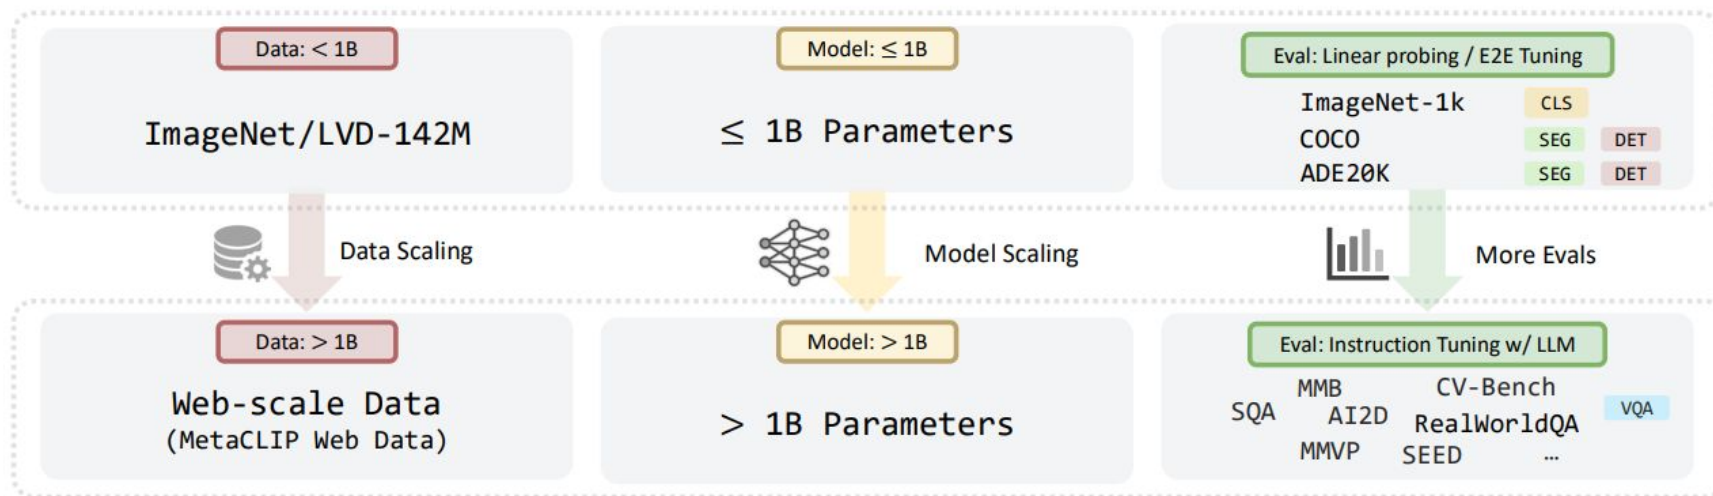 Data: < 1B
ImageNet/LVD-142M
Model: ≤ 1B
≤ 1B Parameters
Eval: Linear probing / E2E Tuning
ImageNet-1k CLS
COCO SEG DET
ADE20K SEG DET
Data Scaling
Model Scaling
More Evals
Data: > 1B
Web-scale Data
(MetaCLIP Web Data)
Model: > 1B
> 1B Parameters
Eval: Instruction Tuning w/ LLM
MMB CV-Bench
SQA AI2D RealWorldQA VQA
MMVP SEED …